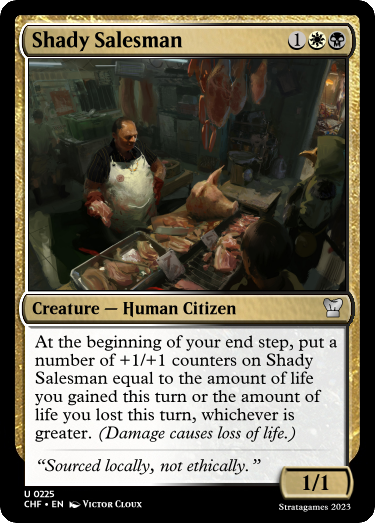 Shady Salesman 1
Creature — Human Citizen
At the beginning of your end step, put a
number of +1/+1 counters on Shady
Salesman equal to the amount of life
you gained this turn or the amount of
life you lost this turn, whichever is
greater. (Damage causes loss of life.)
“Sourced locally, not ethically.”
1/1
U 0225
CHF • EN Victor Cloux
Stratagames 2023